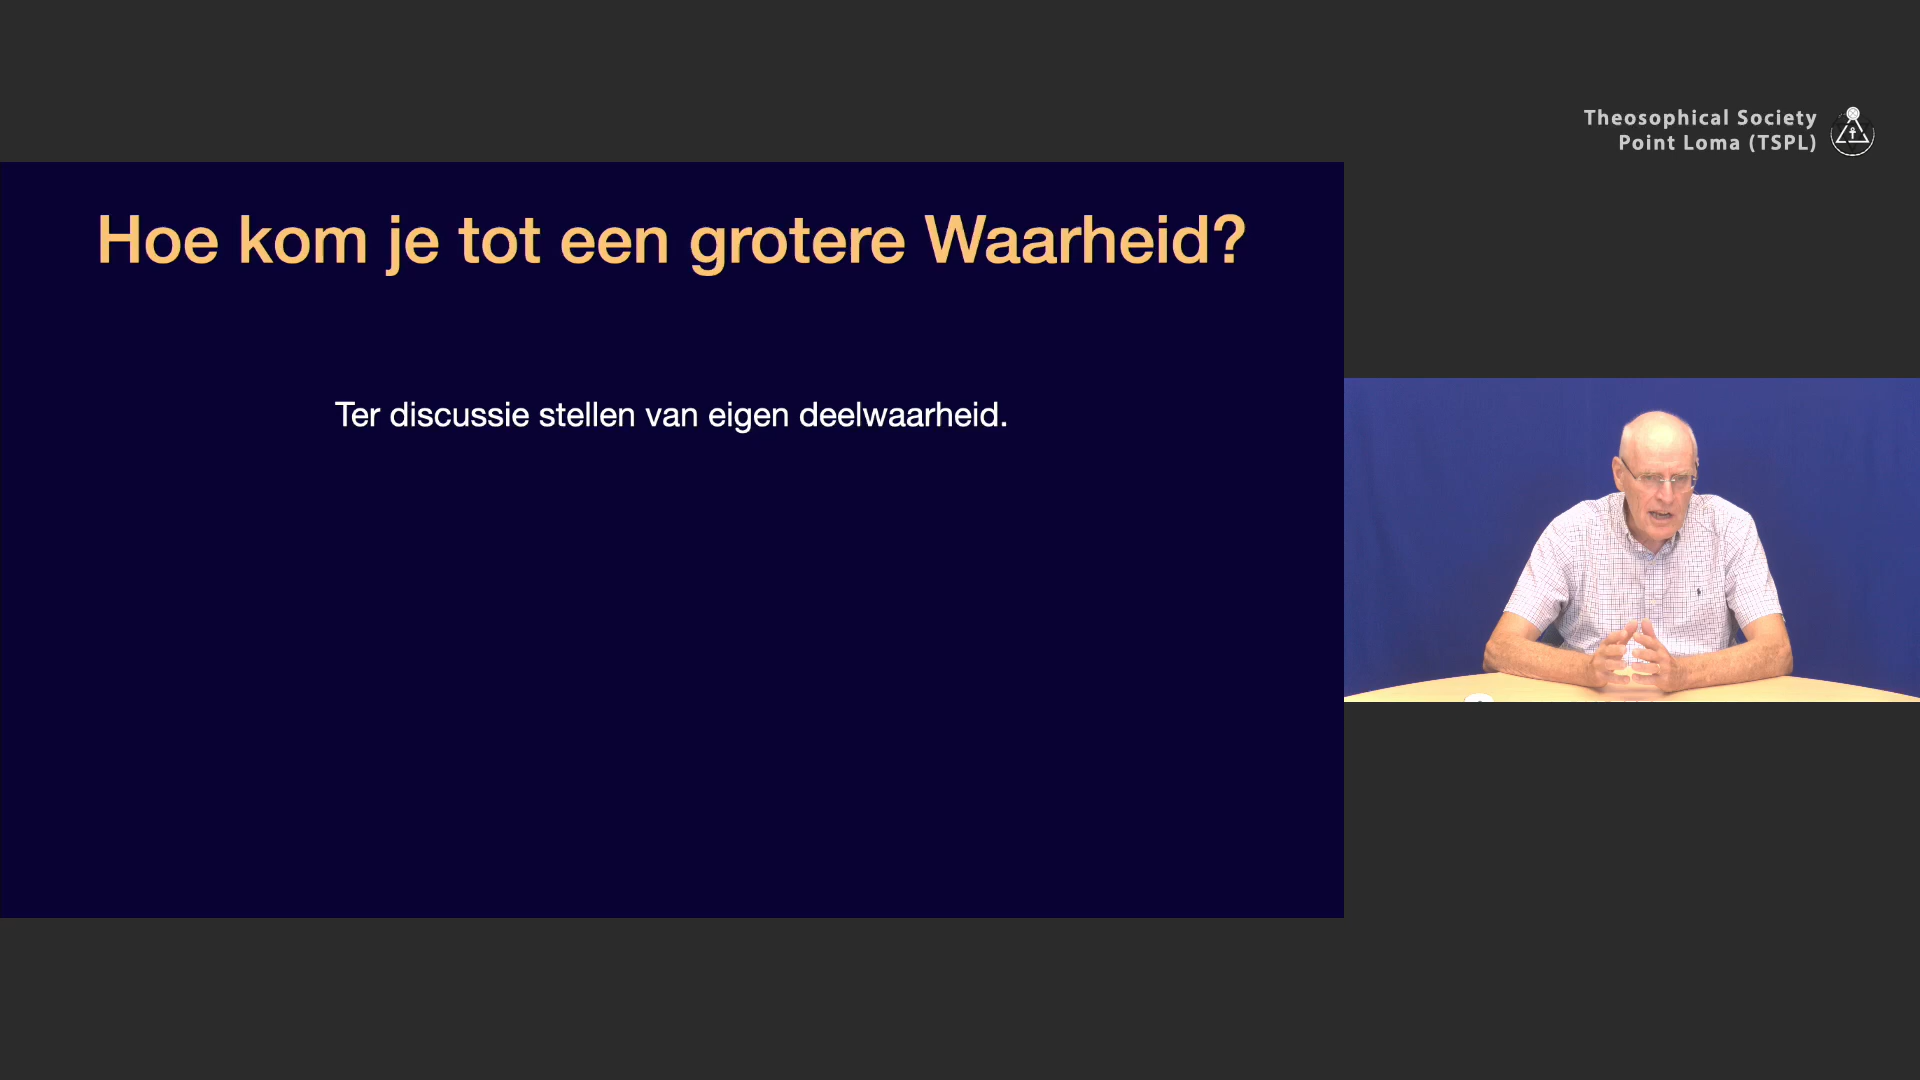 Theosophical Society
Point Loma (TSPL)
Hoe kom je tot een grotere Waarheid?
Ter discussie stellen van eigen deelwaarheid.